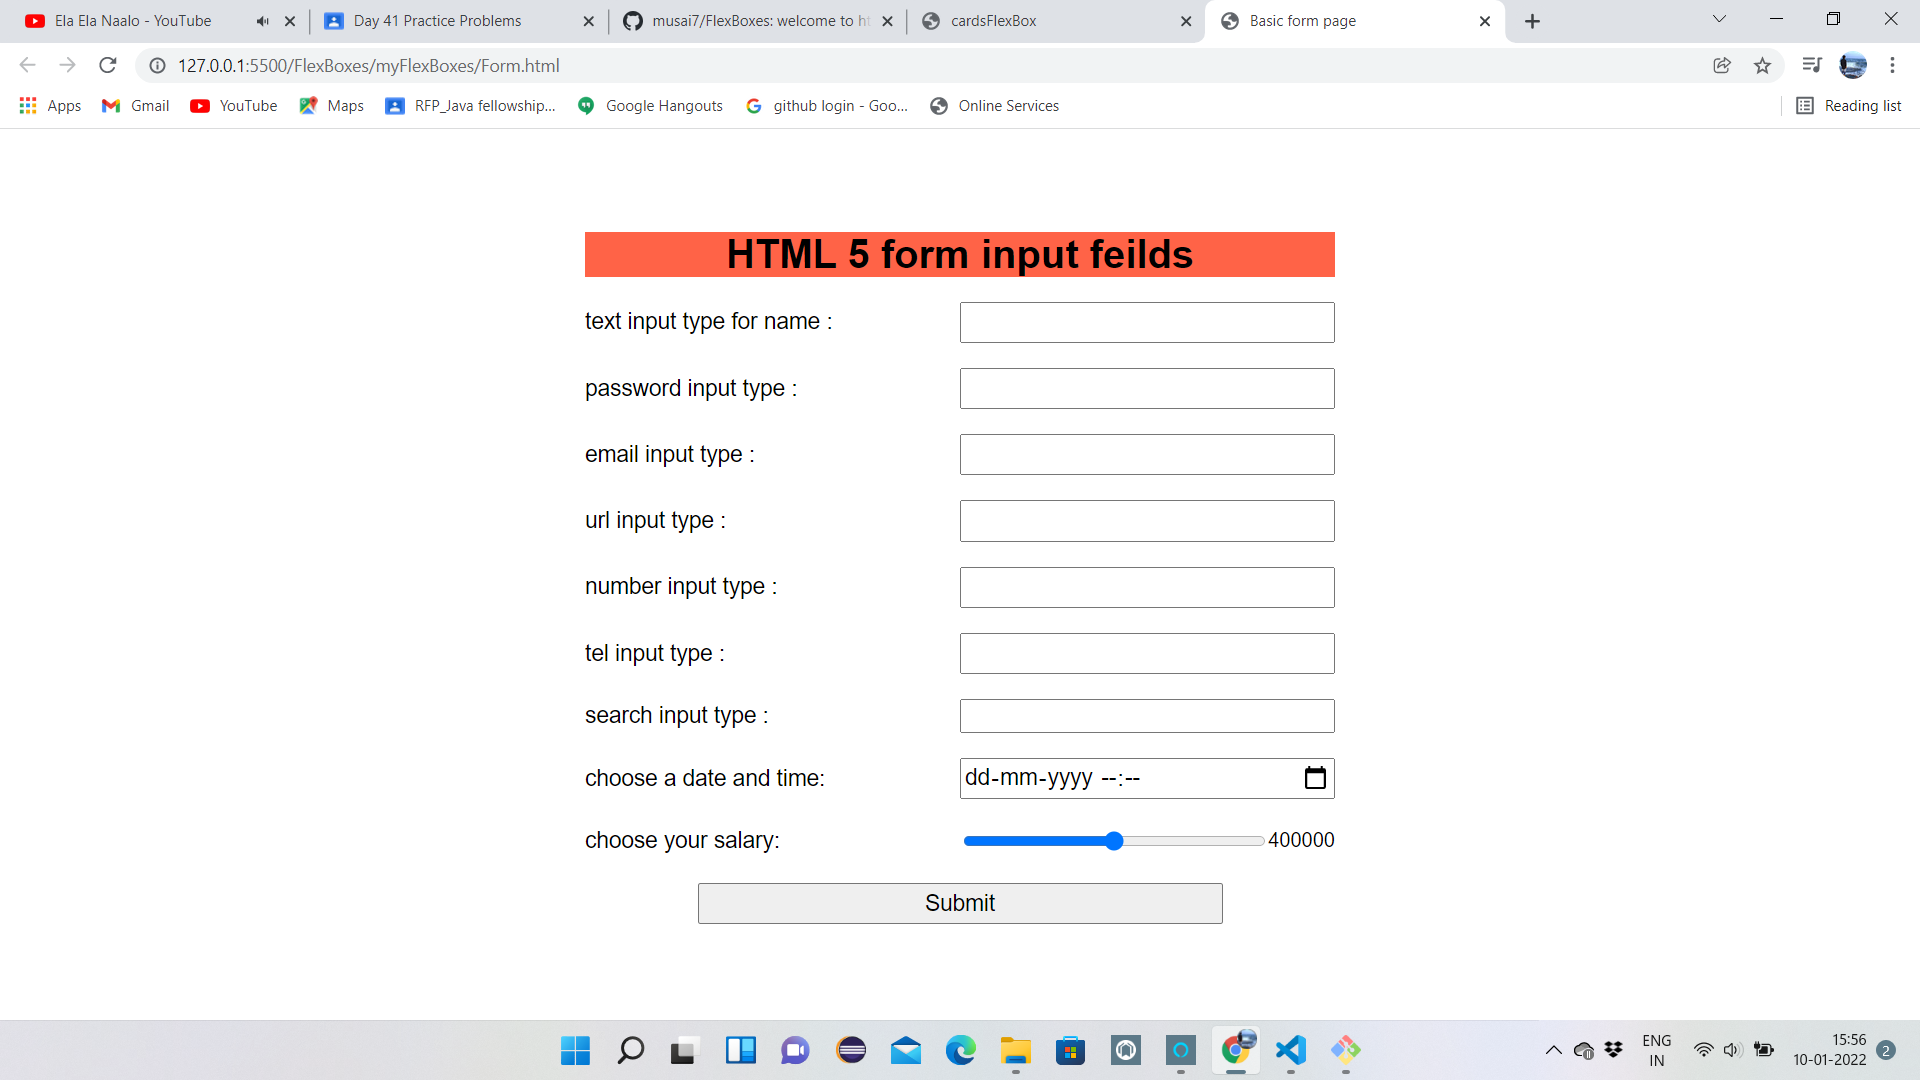 Ela Ela Naalo - YouTube
Day 41 Practice Problems
musai7/FlexBoxes: welcome to ht
cardsFlexBox
Basic form page
127.0.0.1:5500/FlexBoxes/myFlexBoxes/Form.html
Apps
Gmail
YouTube
Maps
RFP_Java fellowship...
Google Hangouts
github login - Goo...
Online Services
Reading list
HTML 5 form input feilds
text input type for name :
password input type :
email input type :
url input type :
number input type :
tel input type :
search input type :
choose a date and time:
dd-mm-yyyy --:--
choose your salary:
400000
Submit
ENG
IN
15:56
10-01-2022
2